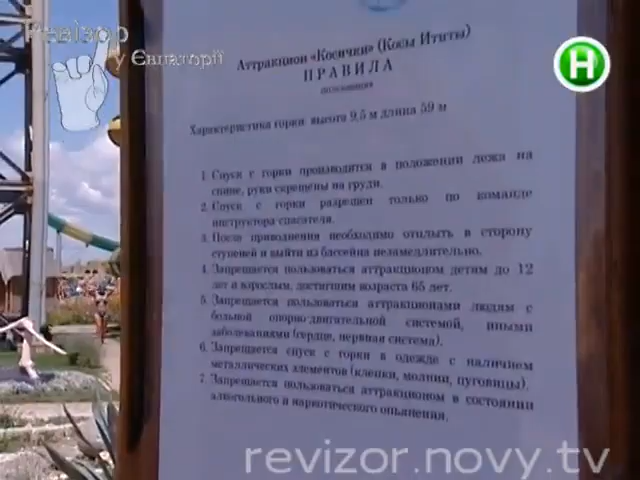 Ревізор
у Євпаторії
Н
Аттракцион «Косички» (Косы Ититы)
ПРАВИЛА
пользования
Характеристика горки высота 9,5 м длина 59 м
1. Спуск с горки производится в положении лежа на
спине, руки скрещены на груди.
2. Спуск с горки разрешен только по команде
инструктора спасателя.
3. После приводнения необходимо отплыть в сторону
ступеней и выйти из бассейна незамедлительно.
4. Запрещается пользоваться аттракционом детям до 12
лет и взрослым, достигшим возраста 65 лет.
5. Запрещается пользоваться аттракционами людям с
больной опорно-двигательной системой, иными
заболеваниями (сердце, нервная система).
6. Запрещается спуск с горки в одежде с наличием
металлических элементов (клепки, молнии, пуговицы).
7. Запрещается пользоваться аттракционом в состоянии
алкогольного и наркотического опьянения.
revizor.novy.tv